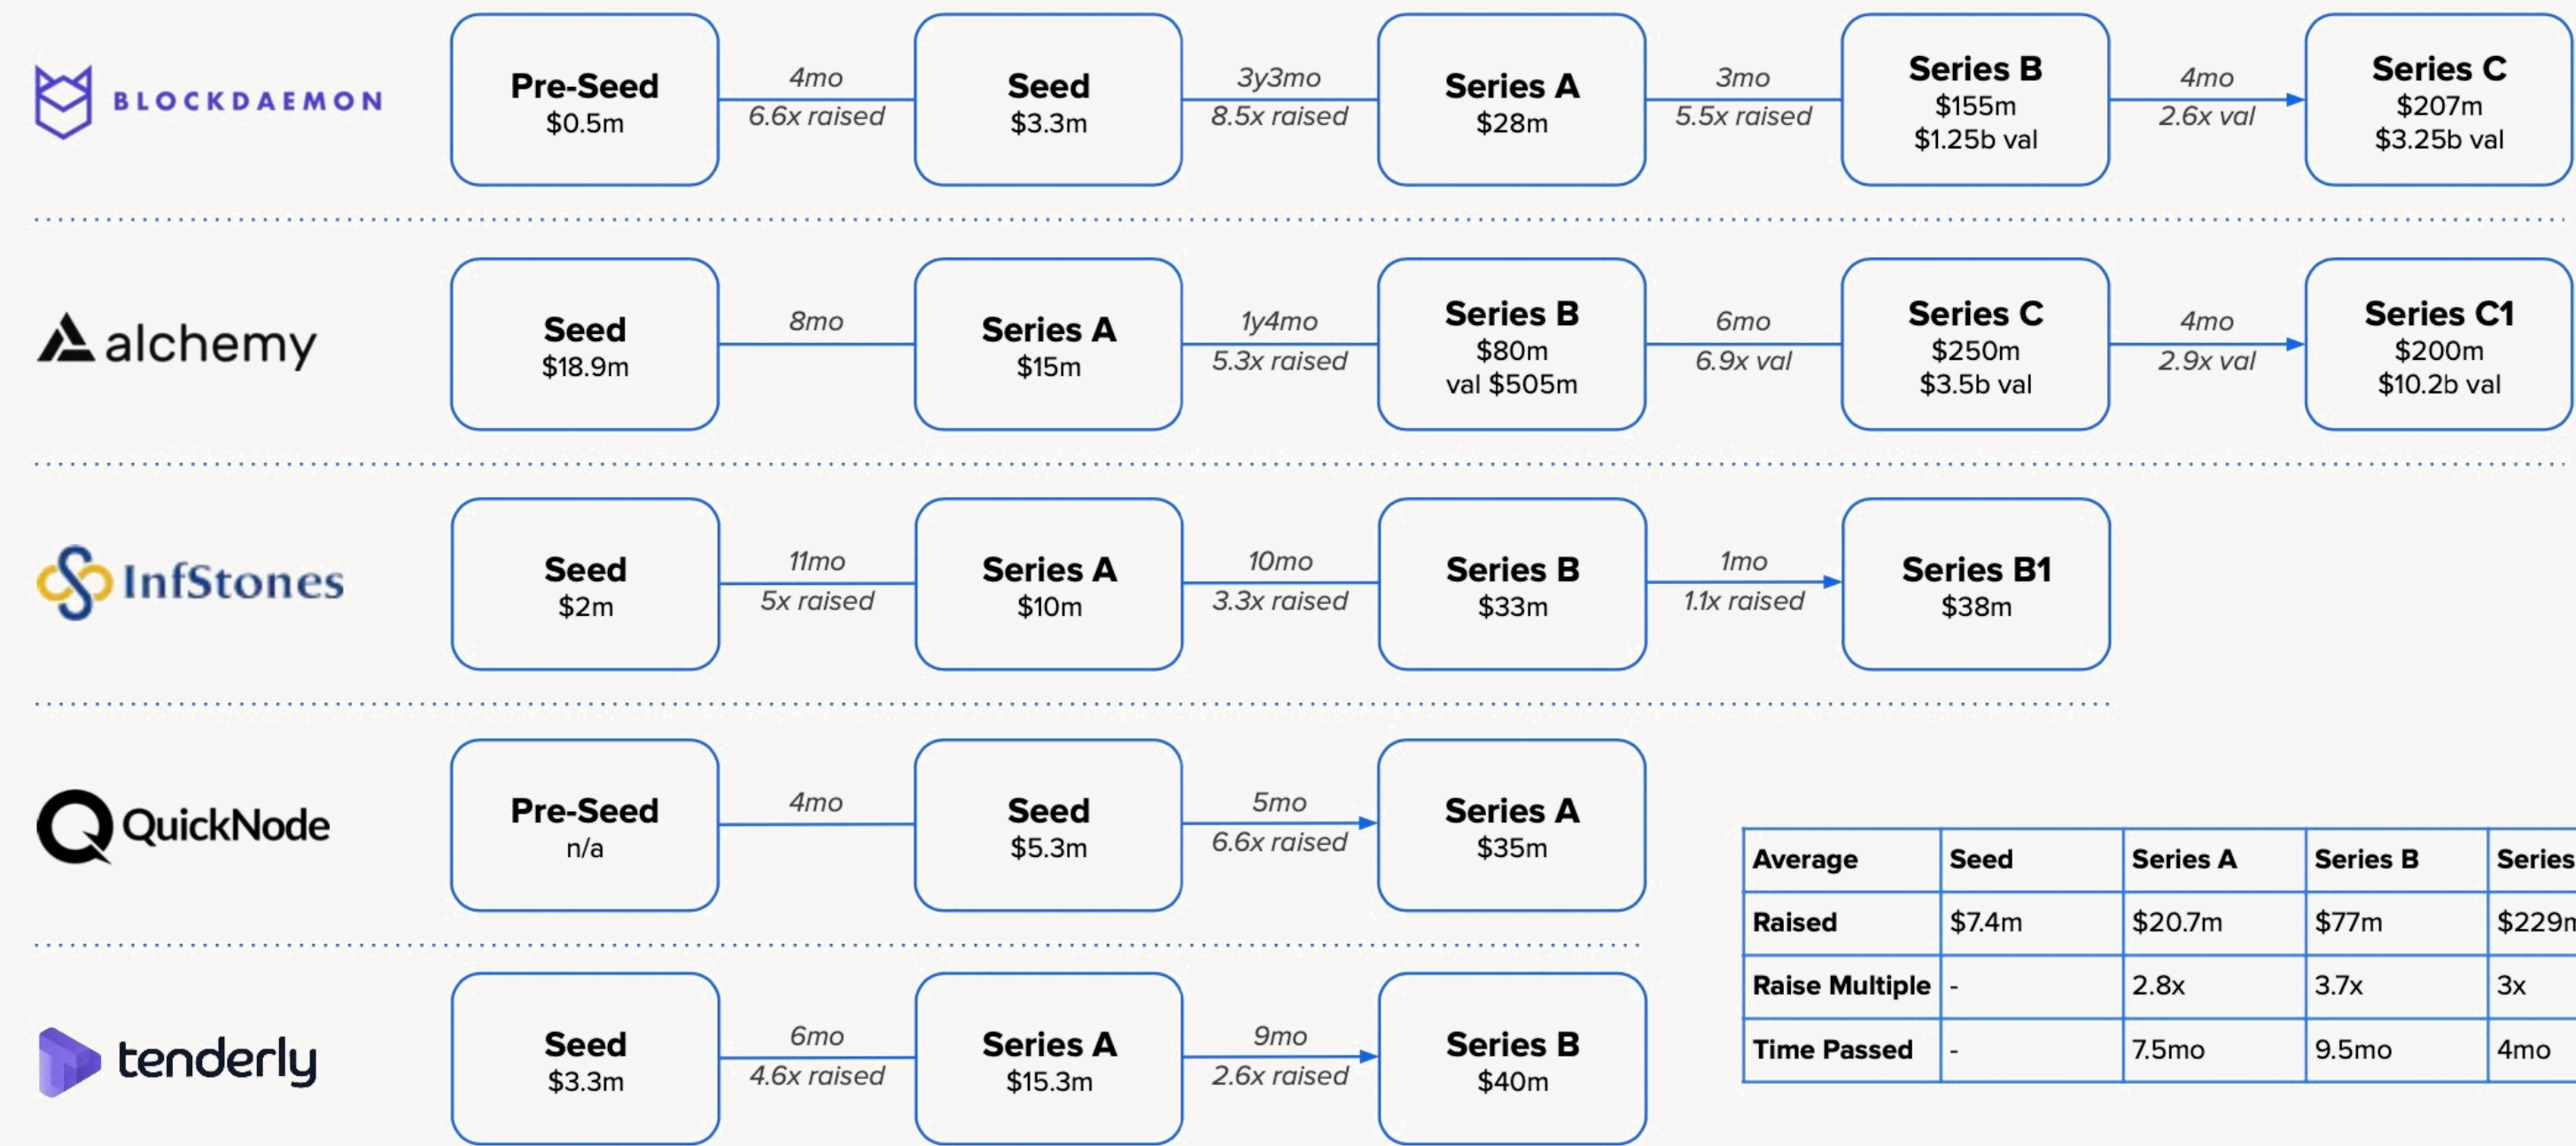 BLOCKDAEMON
Pre-Seed
$0.5m
4mo
6.6x raised
Seed
$3.3m
3y3mo
8.5x raised
Series A
$28m
3mo
5.5x raised
Series B
$155m
$1.25b val
4mo
2.6x val
Series C
$207m
$3.25b val
alchemy
Seed
$18.9m
8mo
Series A
$15m
1y4mo
5.3x raised
Series B
$80m
val $505m
6mo
6.9x val
Series C
$250m
$3.5b val
4mo
2.9x val
Series C1
$200m
$10.2b val
InfStones
Seed
$2m
11mo
5x raised
Series A
$10m
10mo
3.3x raised
Series B
$33m
1mo
1.1x raised
Series B1
$38m
QuickNode
Pre-Seed
n/a
4mo
Seed
$5.3m
5mo
6.6x raised
Series A
$35m
tenderly
Seed
$3.3m
6mo
4.6x raised
Series A
$15.3m
9mo
2.6x raised
Series B
$40m
Average Seed Series A Series B Series
Raised $7.4m $20.7m $77m $229m
Raise Multiple - 2.8x 3.7x 3x
Time Passed - 7.5mo 9.5mo 4mo